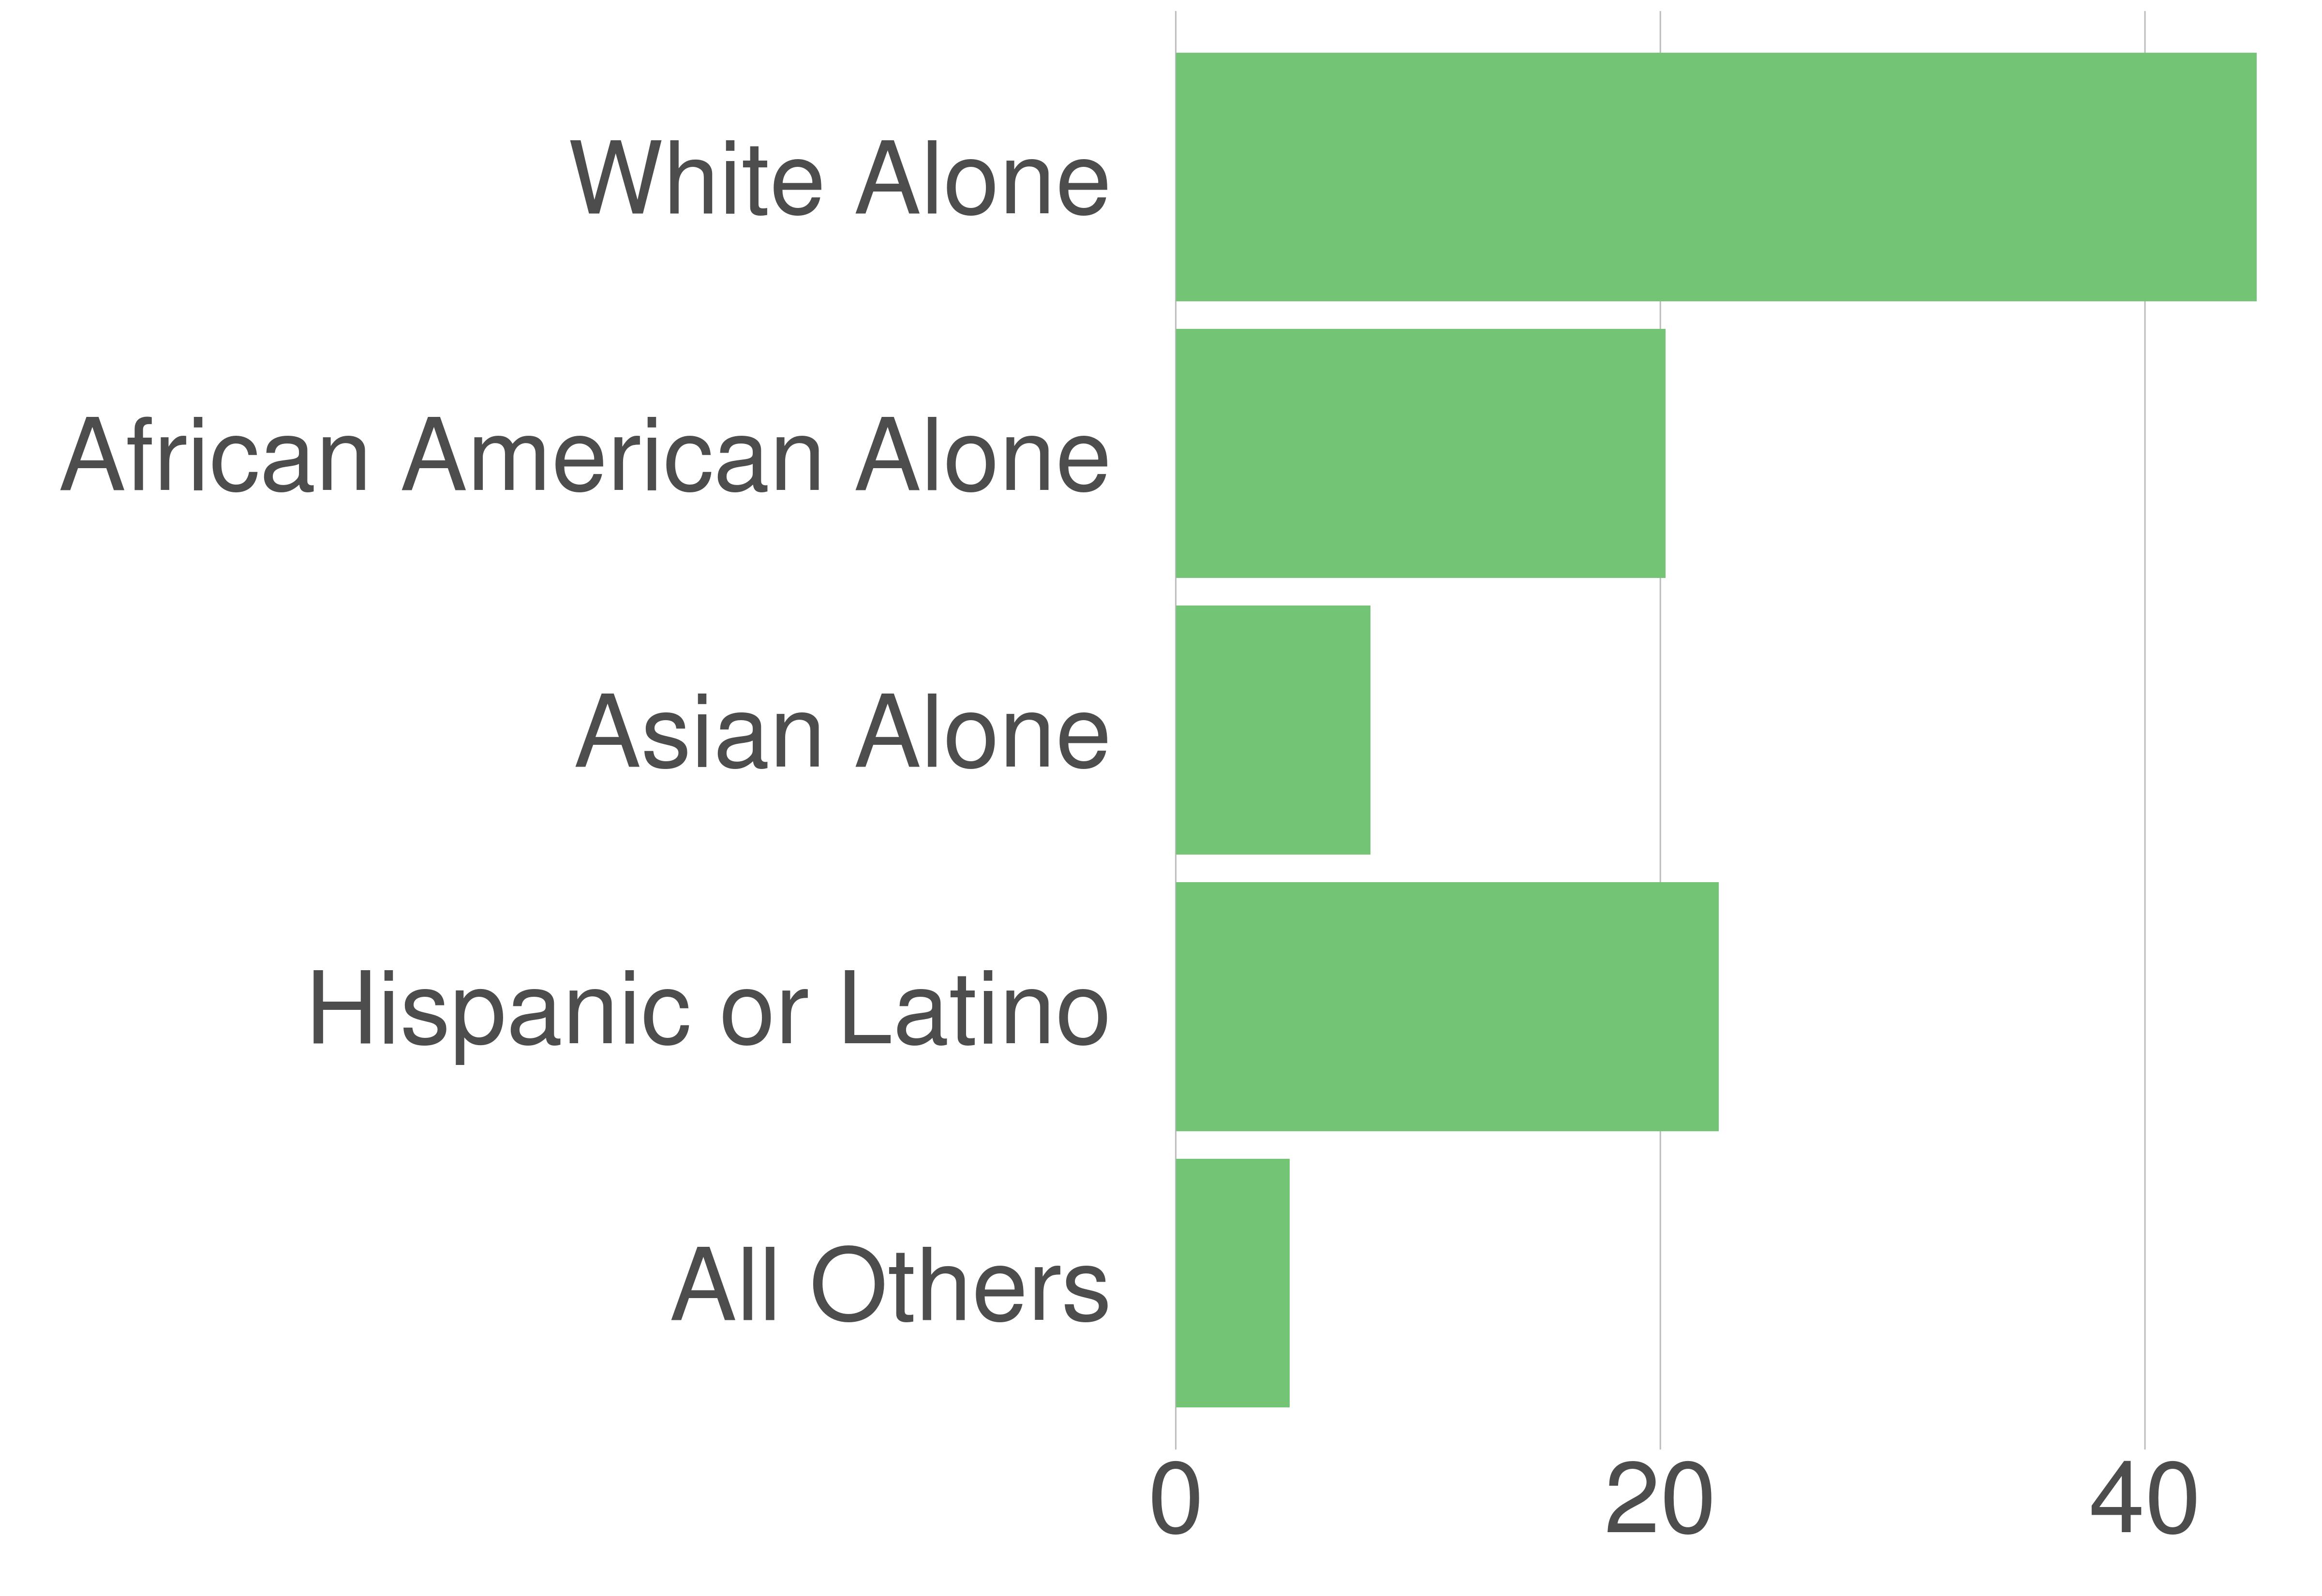 White Alone
African American Alone
Asian Alone
Hispanic or Latino
All Others
0 20 40